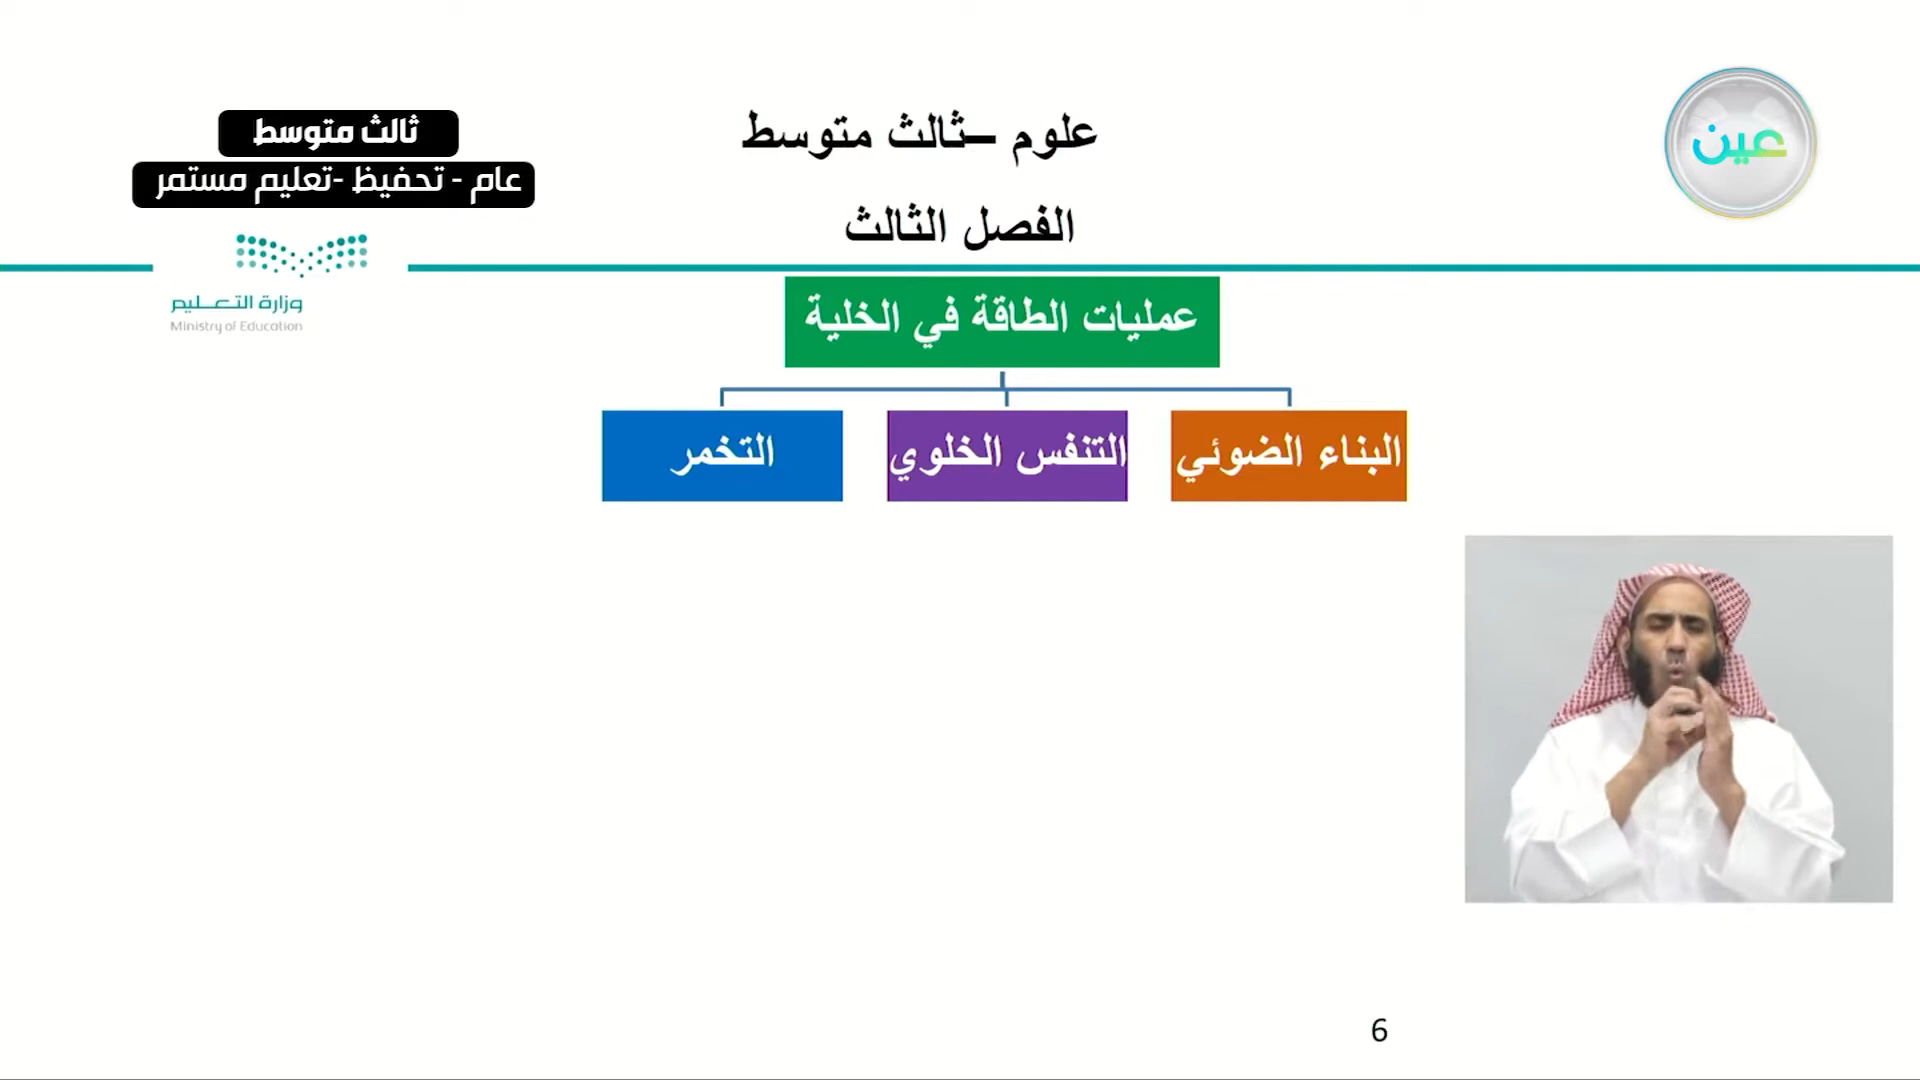 علوم –ثالث متوسط
الفصل الثالث
عين
ثالث متوسط
عام - تحفيظ -تعليم مستمر
وزارة التعليم
Ministry of Education
عمليات الطاقة في الخلية
البناء الضوئي
التنفس الخلوي
التخمر
6